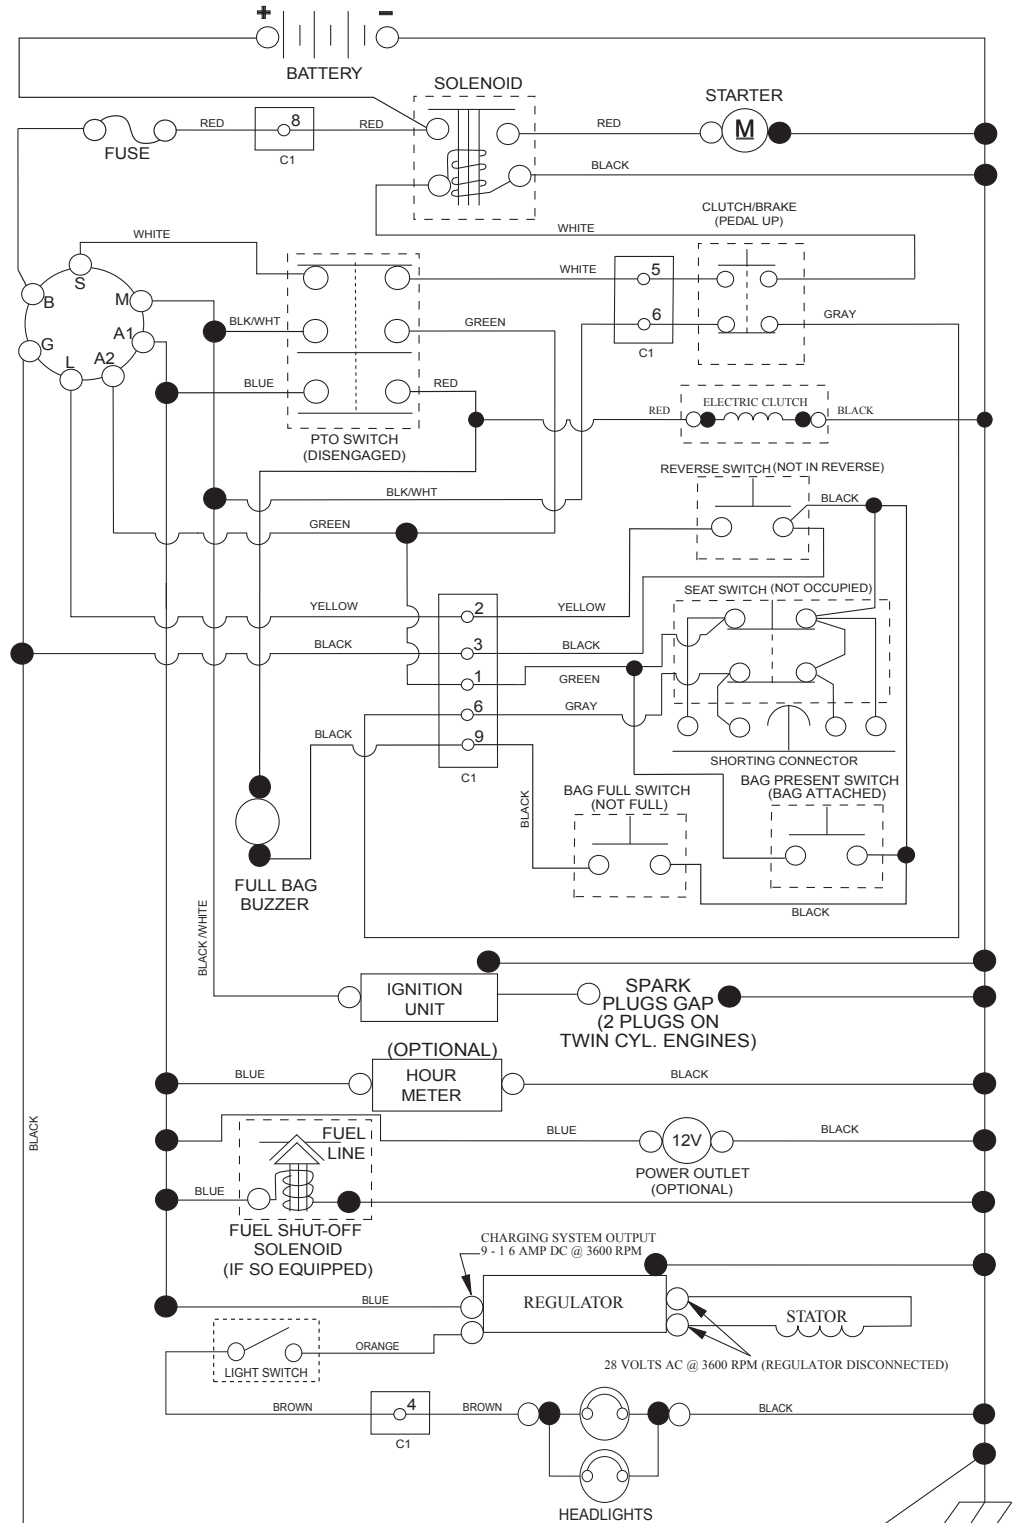 + -
BATTERY
SOLENOID
STARTER
RED
8
RED
RED
M
FUSE
C1
BLACK
CLUTCH/BRAKE
(PEDAL UP)
WHITE
WHITE
S
WHITE
5
B
M
BLK/WHT
GREEN
6
GRAY
G
A1
C1
L
A2
BLUE
RED
RED
ELECTRIC CLUTCH
BLACK
PTO SWITCH
(DISENGAGED)
REVERSE SWITCH (NOT IN REVERSE)
BLK/WHT
BLACK
GREEN
SEAT SWITCH (NOT OCCUPIED)
YELLOW
2
YELLOW
BLACK
3
BLACK
1
GREEN
6
GRAY
BLACK
9
C1
SHORTING CONNECTOR
BAG PRESENT SWITCH
(BAG ATTACHED)
BAG FULL SWITCH
(NOT FULL)
BLACK
FULL BAG
BUZZER
BLACK
BLACK /WHITE
IGNITION
UNIT
SPARK
PLUGS GAP
(2 PLUGS ON
TWIN CYL. ENGINES)
(OPTIONAL)
BLUE
HOUR
METER
BLACK
BLACK
FUEL
LINE
BLUE
12V
BLACK
POWER OUTLET
(OPTIONAL)
BLUE
FUEL SHUT-OFF
SOLENOID
(IF SO EQUIPPED)
CHARGING SYSTEM OUTPUT
9 - 1 6 AMP DC @ 3600 RPM
BLUE
REGULATOR
STATOR
ORANGE
LIGHT SWITCH
28 VOLTS AC @ 3600 RPM (REGULATOR DISCONNECTED)
BROWN
4
BROWN
BLACK
C1
HEADLIGHTS